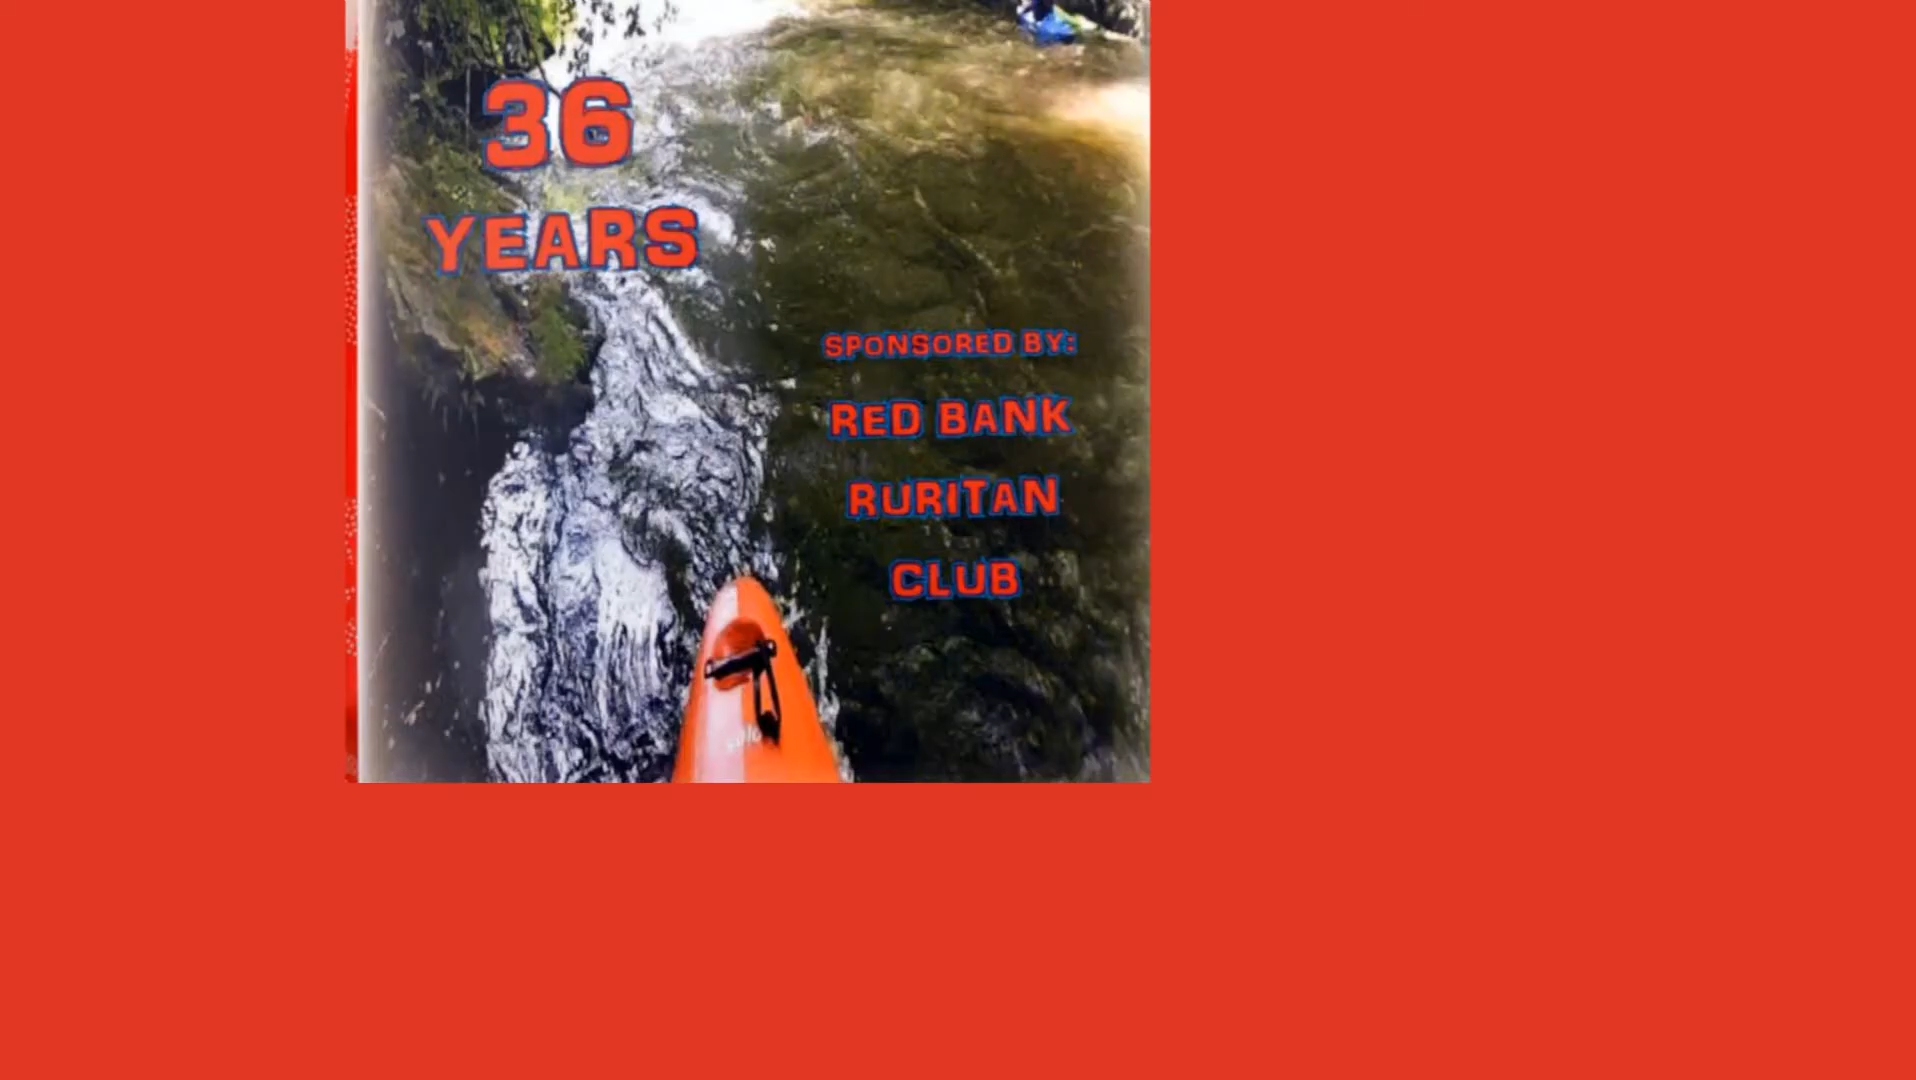 36
YEARS
SPONSORED BY:
RED BANK
RURITAN
CLUB